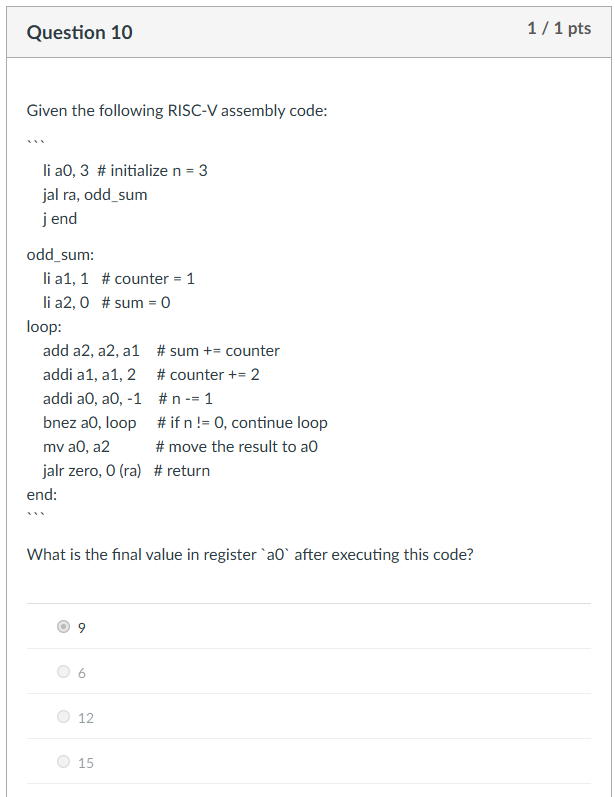 Question 10
1 / 1 pts
Given the following RISC-V assembly code:
```
li a0, 3 # initialize n = 3
jal ra, odd_sum
j end
odd_sum:
li a1, 1 # counter = 1
li a2, 0 # sum = 0
loop:
add a2, a2, a1 # sum += counter
addi a1, a1, 2 # counter += 2
addi a0, a0, -1 # n -= 1
bnez a0, loop # if n != 0, continue loop
mv a0, a2 # move the result to a0
jalr zero, 0 (ra) # return
end:
```
What is the final value in register `a0` after executing this code?
9
6
12
15